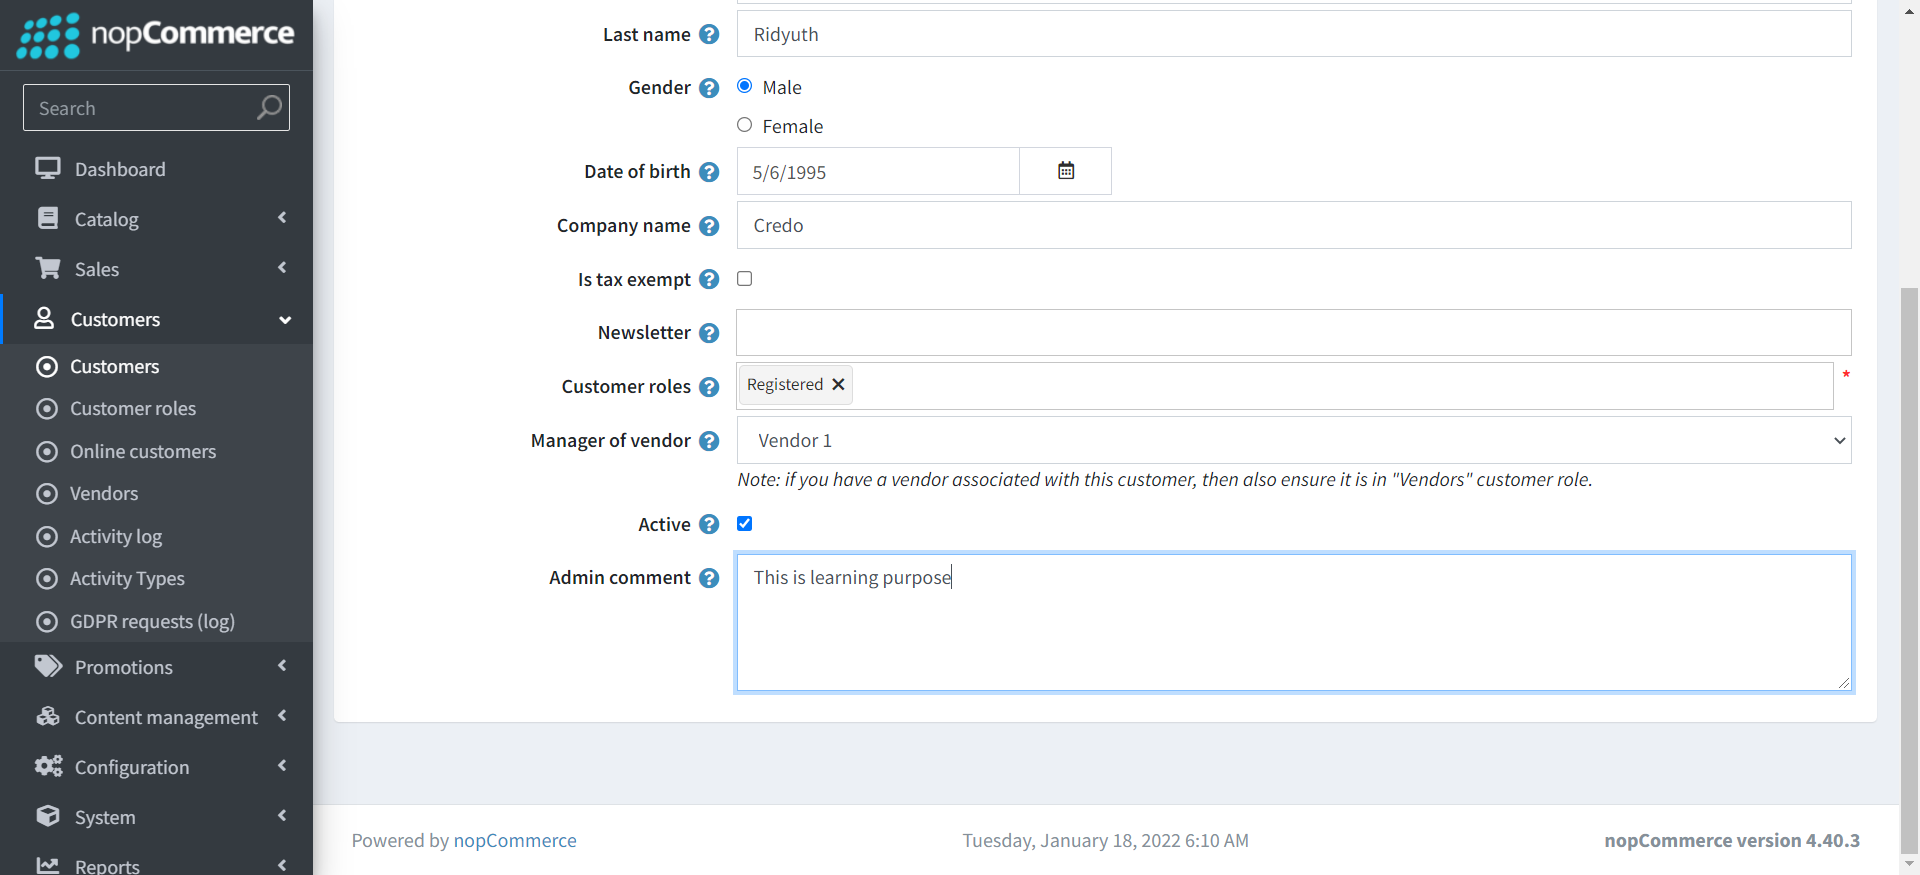 nopCommerce
Search
Dashboard
Catalog
Sales
Customers
Customers
Customer roles
Online customers
Vendors
Activity log
Activity Types
GDPR requests (log)
Promotions
Content management
Configuration
System
Reports
Last name ? Ridyuth
Gender ? Male
Female
Date of birth ? 5/6/1995
Company name ? Credo
Is tax exempt ?
Newsletter ?
Customer roles ? Registered *
Manager of vendor ? Vendor 1
Note: if you have a vendor associated with this customer, then also ensure it is in "Vendors" customer role.
Active ?
Admin comment ? This is learning purpose
Powered by nopCommerce Tuesday, January 18, 2022 6:10 AM nopCommerce version 4.40.3